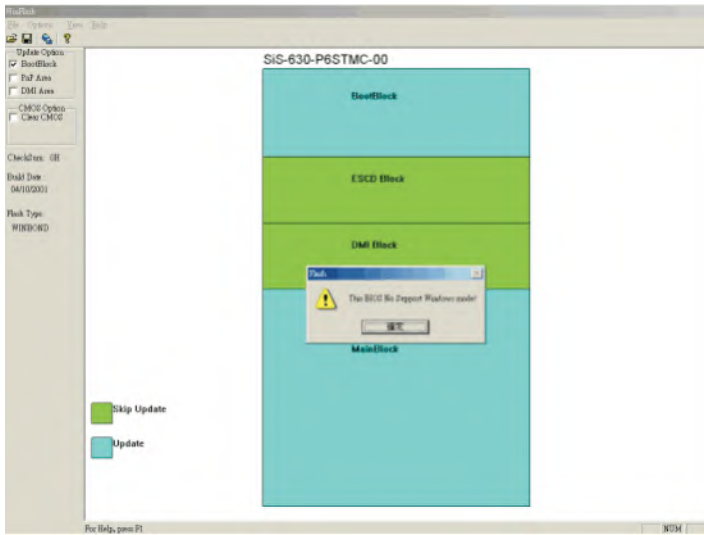 WinFlash
File Options View Help
Update Option
BootBlock
PnP Area
DMI Area
CMOS Option
Clear CMOS
CheckSum: 0H
Build Date
04/10/2001
Flash Type:
WINBOND
SiS-630-P6STMC-00
BootBlock
ESCD Block
DMI Block
Flash
This BIOS No Support Windows mode!
確定
MainBlock
Skip Update
Update
For Help, press F1
NUM